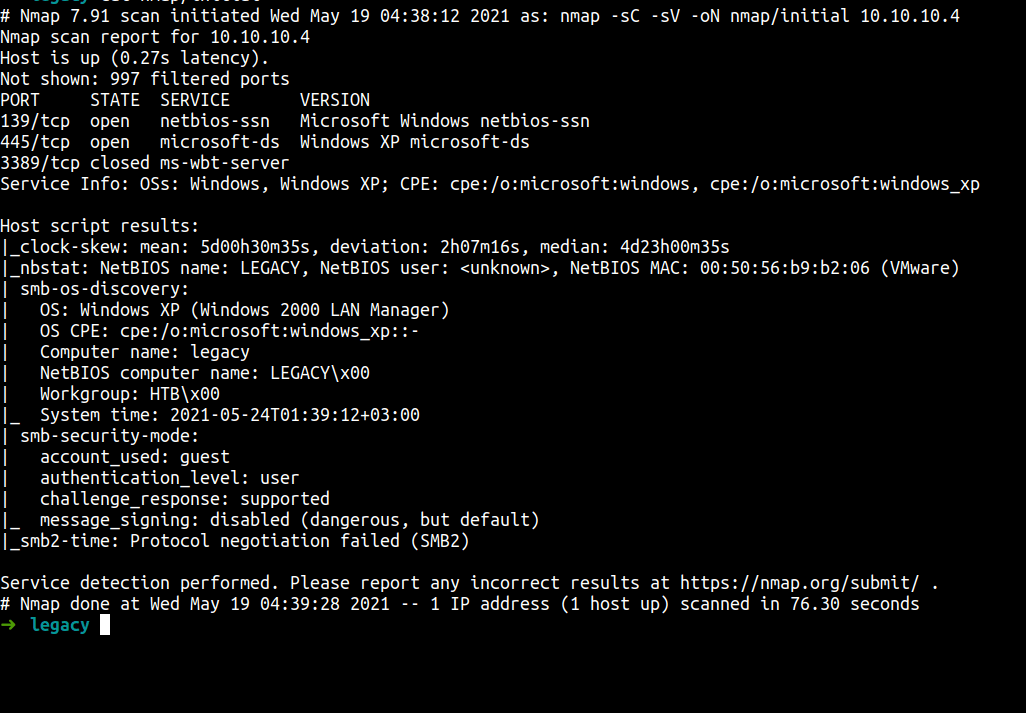 # Nmap 7.91 scan initiated Wed May 19 04:38:12 2021 as: nmap -sC -sV -oN nmap/initial 10.10.10.4
Nmap scan report for 10.10.10.4
Host is up (0.27s latency).
Not shown: 997 filtered ports
PORT     STATE  SERVICE       VERSION
139/tcp  open   netbios-ssn   Microsoft Windows netbios-ssn
445/tcp  open   microsoft-ds  Windows XP microsoft-ds
3389/tcp closed ms-wbt-server
Service Info: OSs: Windows, Windows XP; CPE: cpe:/o:microsoft:windows, cpe:/o:microsoft:windows_xp

Host script results:
|_clock-skew: mean: 5d00h30m35s, deviation: 2h07m16s, median: 4d23h00m35s
|_nbstat: NetBIOS name: LEGACY, NetBIOS user: <unknown>, NetBIOS MAC: 00:50:56:b9:b2:06 (VMware)
| smb-os-discovery:
|   OS: Windows XP (Windows 2000 LAN Manager)
|   OS CPE: cpe:/o:microsoft:windows_xp::-
|   Computer name: legacy
|   NetBIOS computer name: LEGACY\x00
|   Workgroup: HTB\x00
|_  System time: 2021-05-24T01:39:12+03:00
| smb-security-mode:
|   account_used: guest
|   authentication_level: user
|   challenge_response: supported
|_  message_signing: disabled (dangerous, but default)
|_smb2-time: Protocol negotiation failed (SMB2)

Service detection performed. Please report any incorrect results at https://nmap.org/submit/ .
# Nmap done at Wed May 19 04:39:28 2021 -- 1 IP address (1 host up) scanned in 76.30 seconds
→ legacy